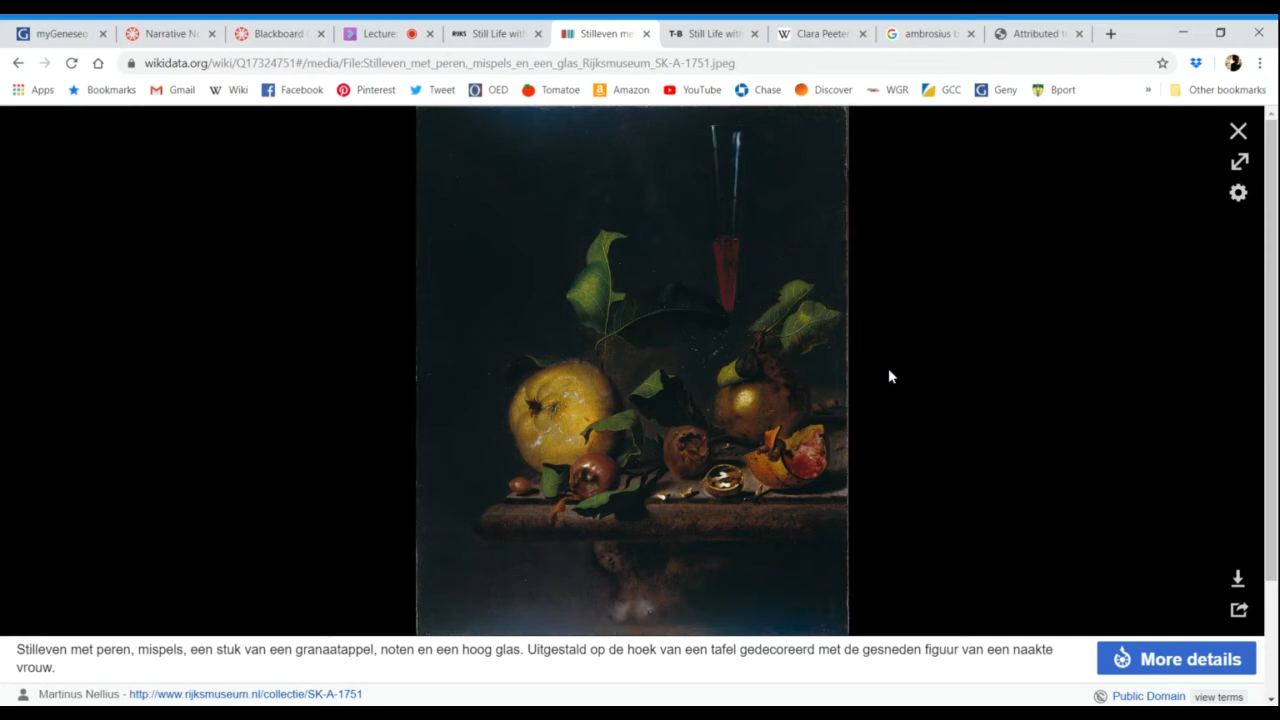 myGeneseo
Narrative N
Blackboard
Lecture:
RIJKS Still Life with
Stilleven me
T-B Still Life with
W Clara Peeter
ambrosius b
Attributed t
wikidata.org/wiki/Q17324751#/media/File:Stilleven_met_peren,_mispels_en_een_glas_Rijksmuseum_SK-A-1751.jpeg
Apps Bookmarks Gmail Wiki Facebook Pinterest Tweet OED Tomatoe Amazon YouTube Chase Discover WGR GCC Geny Bport » Other bookmarks
Stilleven met peren, mispels, een stuk van een granaatappel, noten en een hoog glas. Uitgestald op de hoek van een tafel gedecoreerd met de gesneden figuur van een naakte
vrouw.
More details
Martinus Nellius - http://www.rijksmuseum.nl/collectie/SK-A-1751
Public Domain view terms